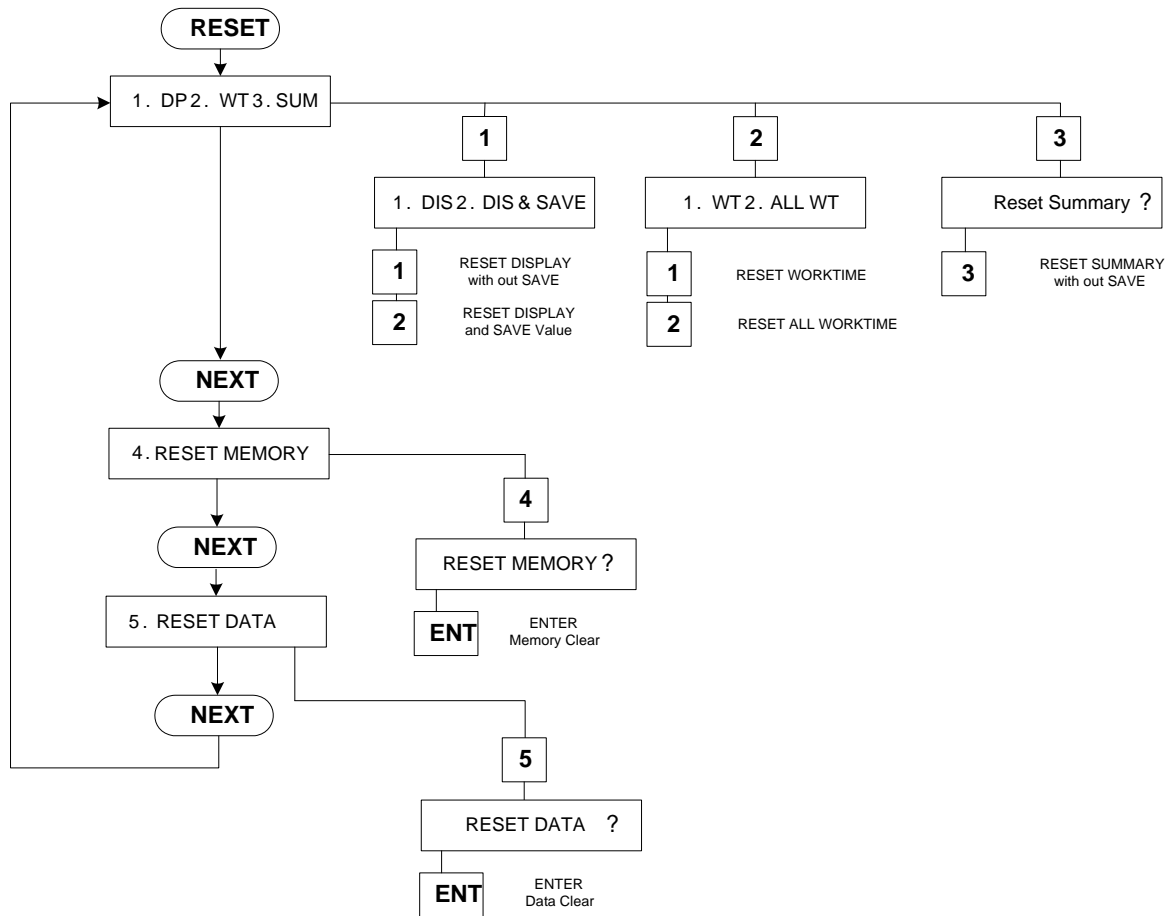 RESET
1. DP 2. WT 3. SUM
1
2
3
1. DIS 2. DIS & SAVE
1. WT 2. ALL WT
Reset Summary ?
1
RESET DISPLAY
with out SAVE
2
RESET DISPLAY
and SAVE Value
1
RESET WORKTIME
2
RESET ALL WORKTIME
3
RESET SUMMARY
with out SAVE
NEXT
4. RESET MEMORY
4
RESET MEMORY ?
ENT
ENTER
Memory Clear
NEXT
5. RESET DATA
NEXT
5
RESET DATA ?
ENT
ENTER
Data Clear